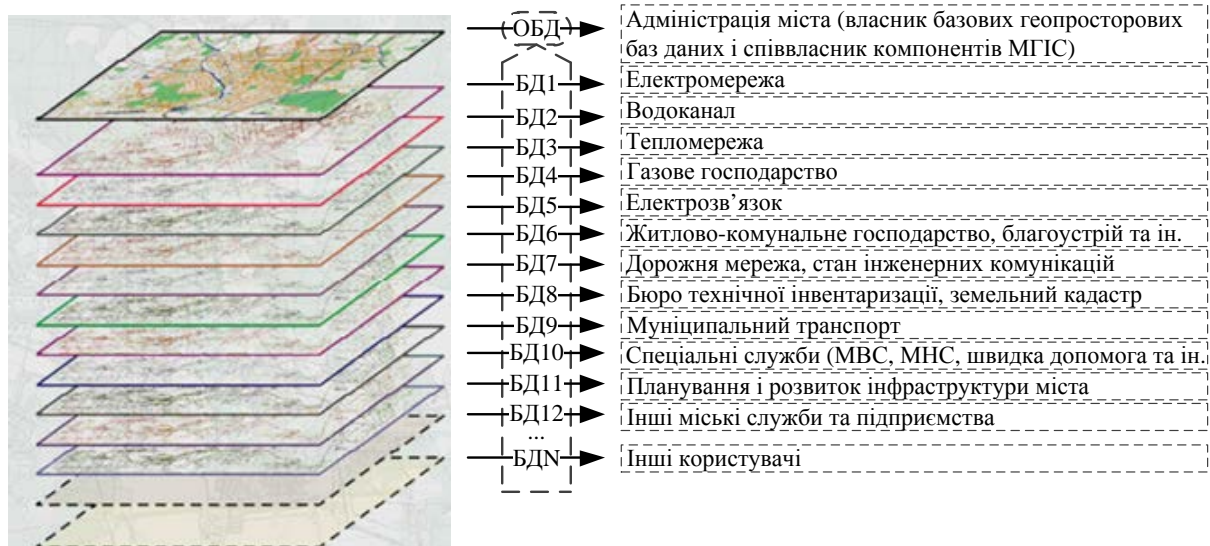 ОБД
Адміністрація міста (власник базових геопросторових
баз даних і співвласник компонентів МГІС)
БД1 Електромережа
БД2 Водоканал
БД3 Тепломережа
БД4 Газове господарство
БД5 Електрозв’язок
БД6 Житлово-комунальне господарство, благоустрій та ін.
БД7 Дорожня мережа, стан інженерних комунікацій
БД8 Бюро технічної інвентаризації, земельний кадастр
БД9 Муніципальний транспорт
БД10 Спеціальні служби (МВС, МНС, швидка допомога та ін.
БД11 Планування і розвиток інфраструктури міста
БД12 Інші міські служби та підприємства
...
БДN Інші користувачі